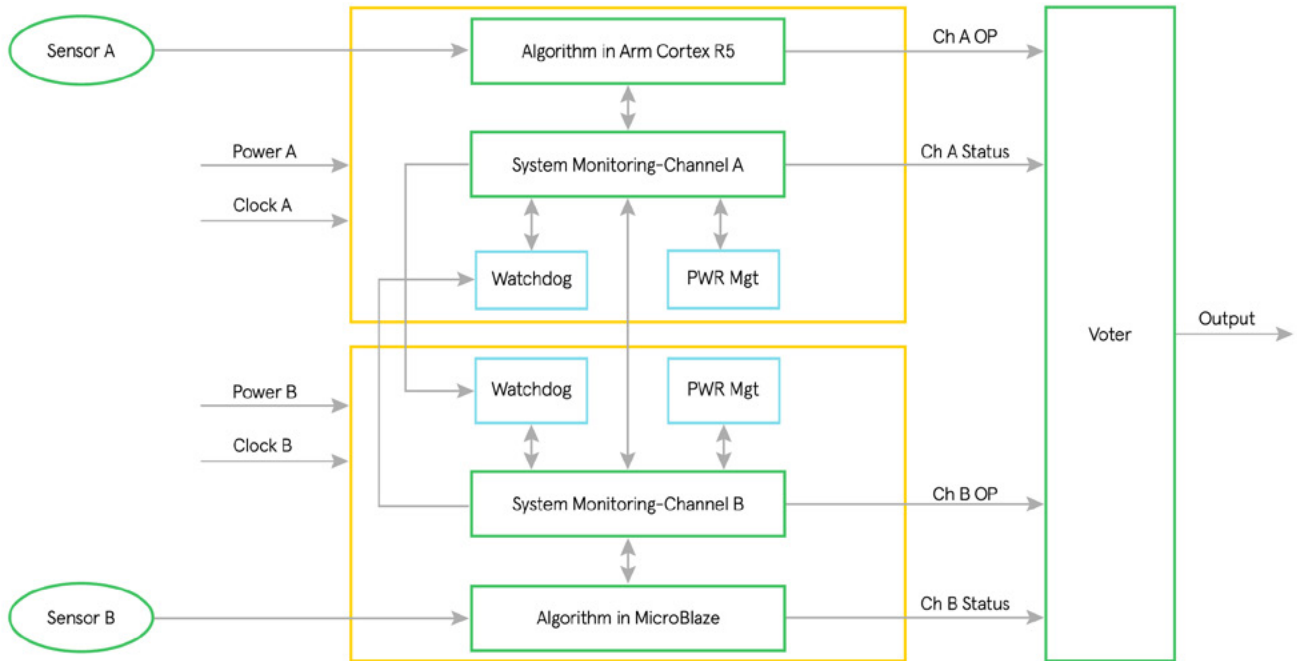 Sensor A
Algorithm in Arm Cortex R5
Ch A OP
Power A
System Monitoring-Channel A
Ch A Status
Clock A
Watchdog
PWR Mgt
Voter
Output
Power B
Watchdog
PWR Mgt
Clock B
System Monitoring-Channel B
Ch B OP
Sensor B
Algorithm in MicroBlaze
Ch B Status